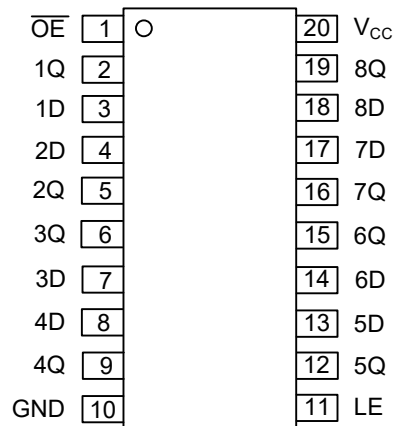 O̅E̅ 1 20 VCC
1Q 2 19 8Q
1D 3 18 8D
2D 4 17 7D
2Q 5 16 7Q
3Q 6 15 6Q
3D 7 14 6D
4D 8 13 5D
4Q 9 12 5Q
GND 10 11 LE